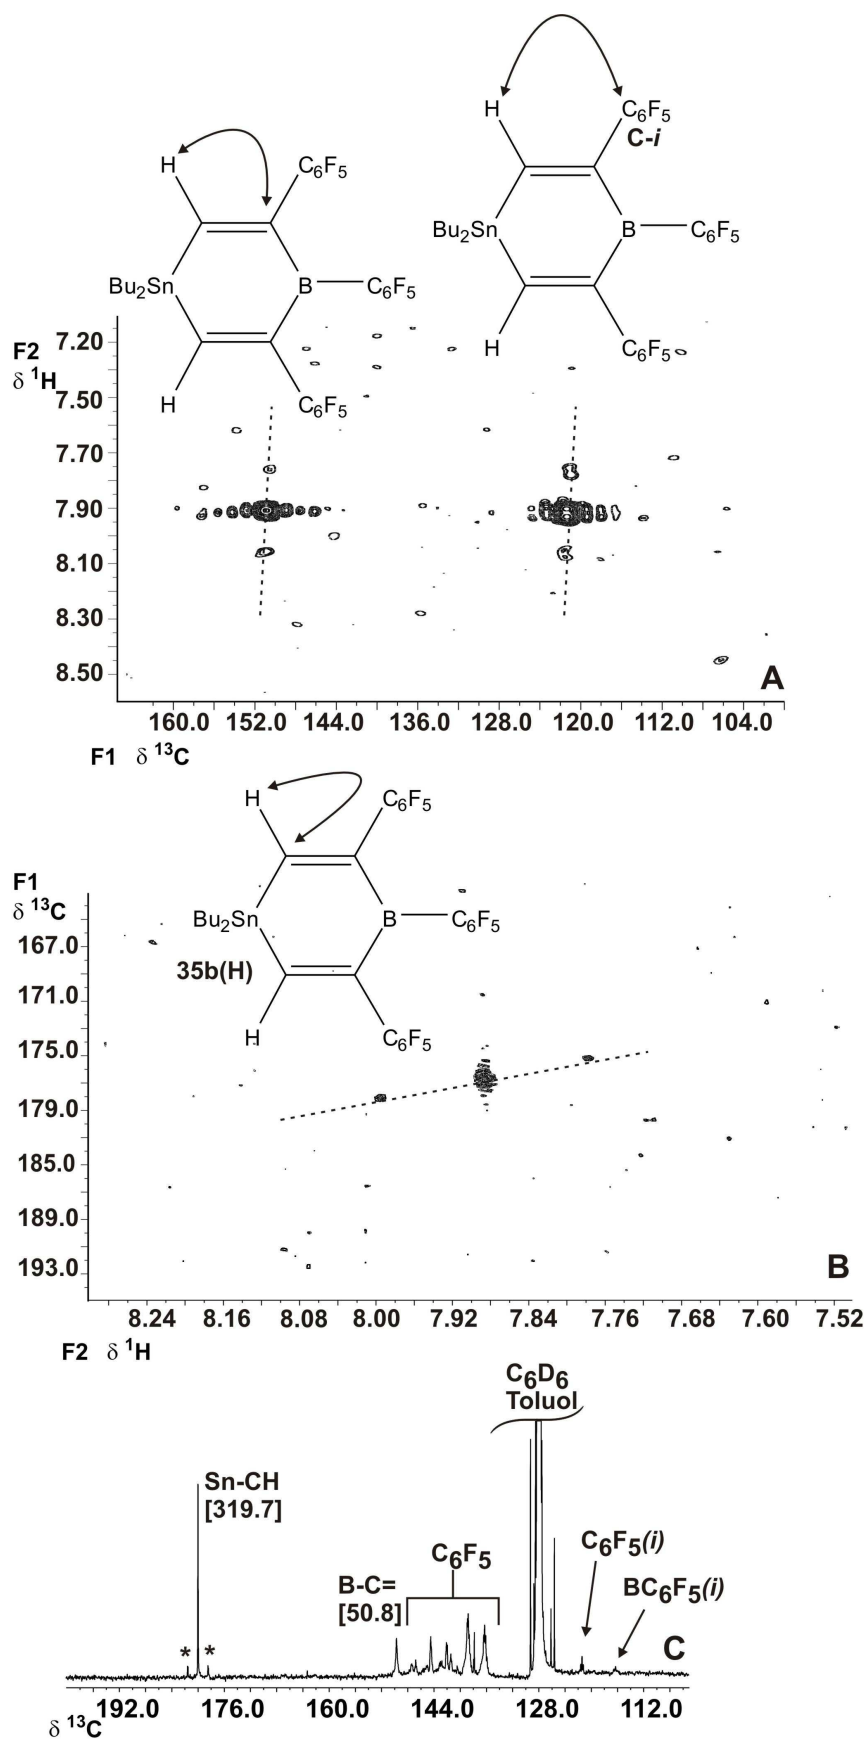 H
C6F5
C-i
Bu2Sn
B
C6F5
H
C6F5
H
C6F5
Bu2Sn
B
C6F5
H
C6F5
F2
δ 1H
7.20
7.50
7.70
7.90
8.10
8.30
8.50
A
160.0 152.0 144.0 136.0 128.0 120.0 112.0 104.0
F1 δ 13C
H
C6F5
Bu2Sn
B
C6F5
35b(H)
H
C6F5
F1
δ 13C
167.0
171.0
175.0
179.0
185.0
189.0
193.0
B
8.24 8.16 8.08 8.00 7.92 7.84 7.76 7.68 7.60 7.52
F2 δ 1H
C6D6
Toluol
Sn-CH
[319.7]
B-C=
[50.8]
C6F5
C6F5(i)
BC6F5(i)
* *
C
192.0 176.0 160.0 144.0 128.0 112.0
δ 13C